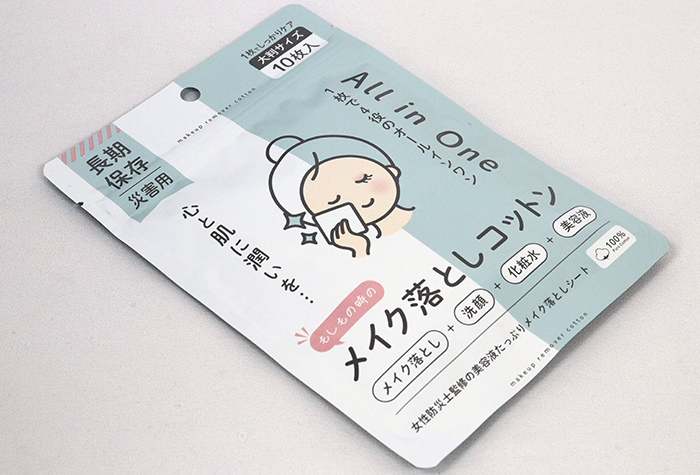 1枚でしっかりケア
大判サイズ
10枚入
All in One
1枚で4役のオールインワン
makeup remover cotton
長期
保存
災害用
心と肌に潤いを…
もしもの時の
メイク落としコットン
メイク落とし + 洗顔 + 化粧水 + 美容液
100%
Pure Cotton
女性防災士監修の美容液たっぷりメイク落としシート
makeup remover cotton